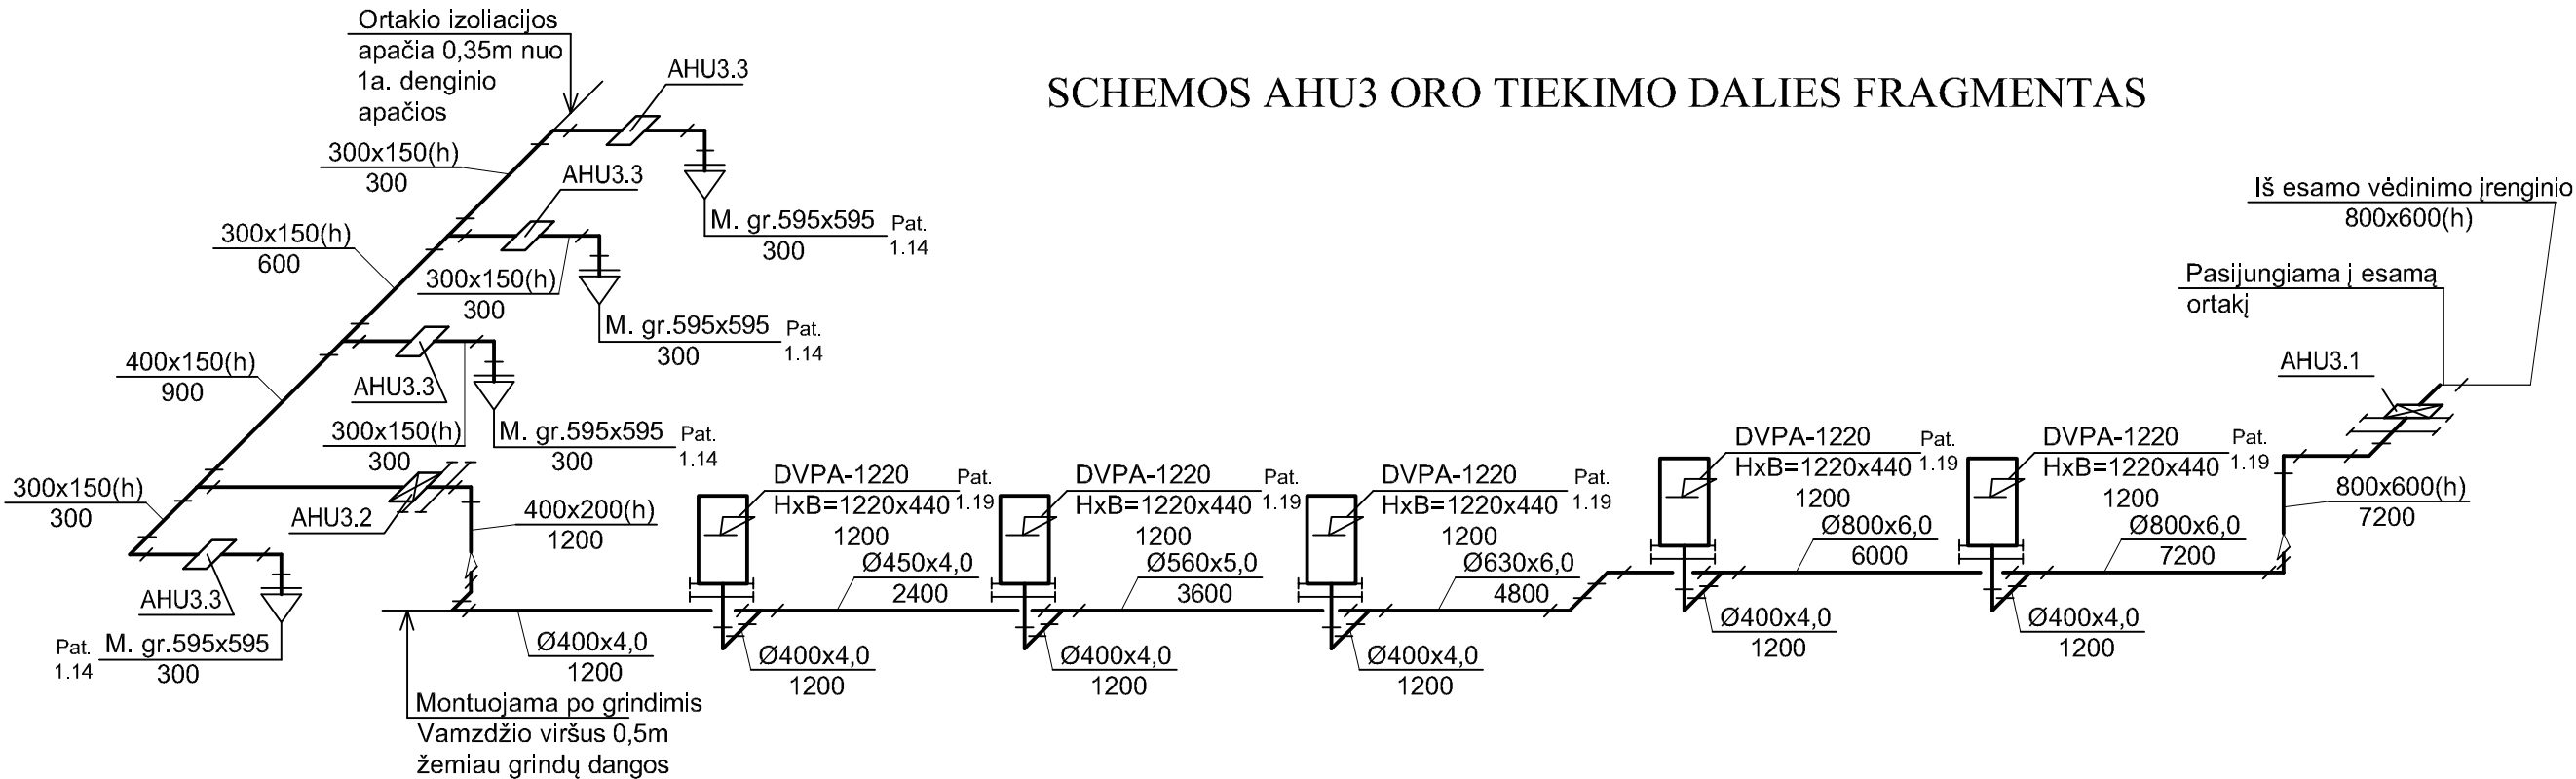 SCHEMOS AHU3 ORO TIEKIMO DALIES FRAGMENTAS
Ortakio izoliacijos
apačia 0,35m nuo
1a. denginio
apačios
AHU3.3
300x150(h)
300
M. gr.595x595 Pat.
300 1.14
AHU3.3
300x150(h)
600
300x150(h)
300
M. gr.595x595 Pat.
300 1.14
400x150(h)
900
AHU3.3
300x150(h)
300
M. gr.595x595 Pat.
300 1.14
300x150(h)
300
AHU3.2
400x200(h)
1200
AHU3.3
Pat. M. gr.595x595
1.14 300
Montuojama po grindimis
Vamzdžio viršus 0,5m
žemiau grindų dangos
Ø400x4,0
1200
DVPA-1220 Pat.
HxB=1220x440 1.19
1200
Ø400x4,0
1200
Ø450x4,0
2400
DVPA-1220 Pat.
HxB=1220x440 1.19
1200
Ø400x4,0
1200
Ø560x5,0
3600
DVPA-1220 Pat.
HxB=1220x440 1.19
1200
Ø400x4,0
1200
Ø630x6,0
4800
DVPA-1220 Pat.
HxB=1220x440 1.19
1200
Ø400x4,0
1200
Ø800x6,0
6000
DVPA-1220 Pat.
HxB=1220x440 1.19
1200
Ø400x4,0
1200
Ø800x6,0
7200
800x600(h)
7200
AHU3.1
Pasijungiama į esamą
ortakį
Iš esamo vėdinimo įrenginio
800x600(h)